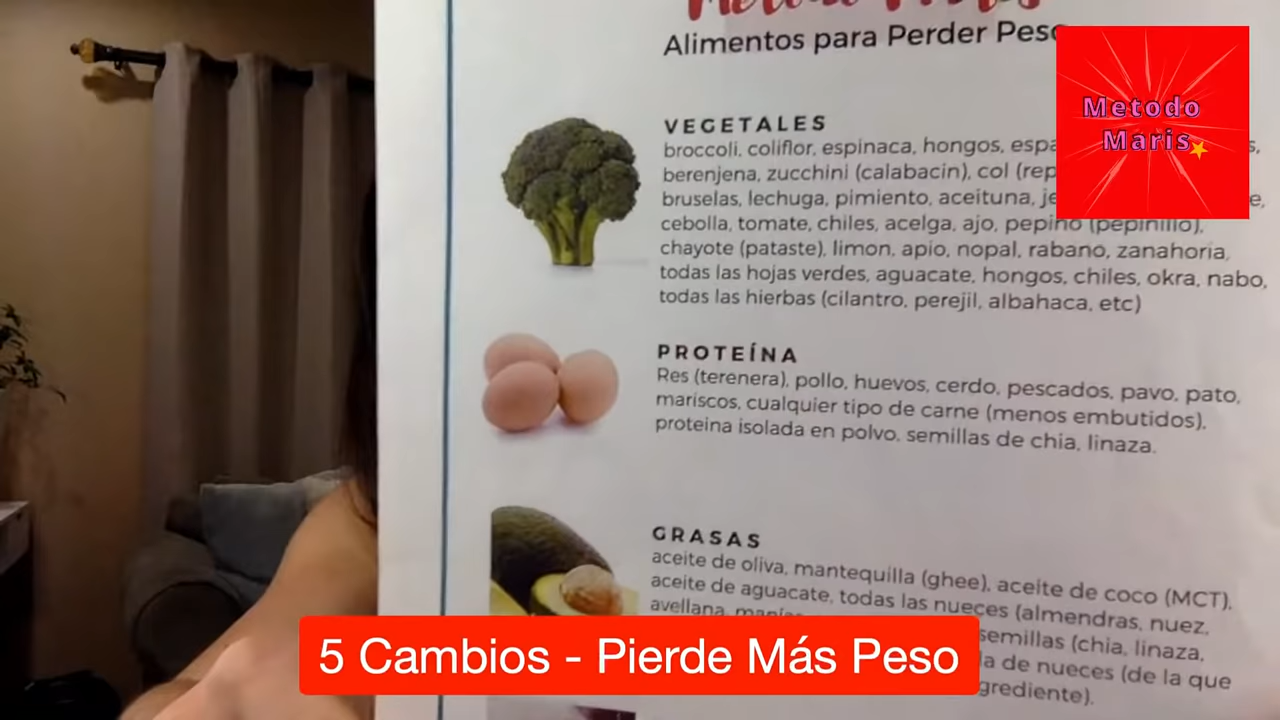 Alimentos para Perder Peso
Metodo
Maris
VEGETALES
broccoli, coliflor, espinaca, hongos,
berenjena, zucchini (calabacin), col
bruselas, lechuga, pimiento, aceituna,
cebolla, tomate, chiles, acelga, ajo, pepino (pepinillo),
chayote (pataste), limon, apio, nopal, rabano, zanahoria,
todas las hojas verdes, aguacate, hongos, chiles, okra, nabo,
todas las hierbas (cilantro, perejil, albahaca, etc)
PROTEÍNA
Res (terenera), pollo, huevos, cerdo, pescados, pavo, pato,
mariscos, cualquier tipo de carne (menos embutidos),
proteina isolada en polvo, semillas de chia, linaza.
GRASAS
aceite de oliva, mantequilla (ghee), aceite de coco (MCT),
aceite de aguacate, todas las nueces (almendras, nuez,
avellana,
semillas (chia, linaza,
de nueces (de la que
5 Cambios - Pierde Más Peso